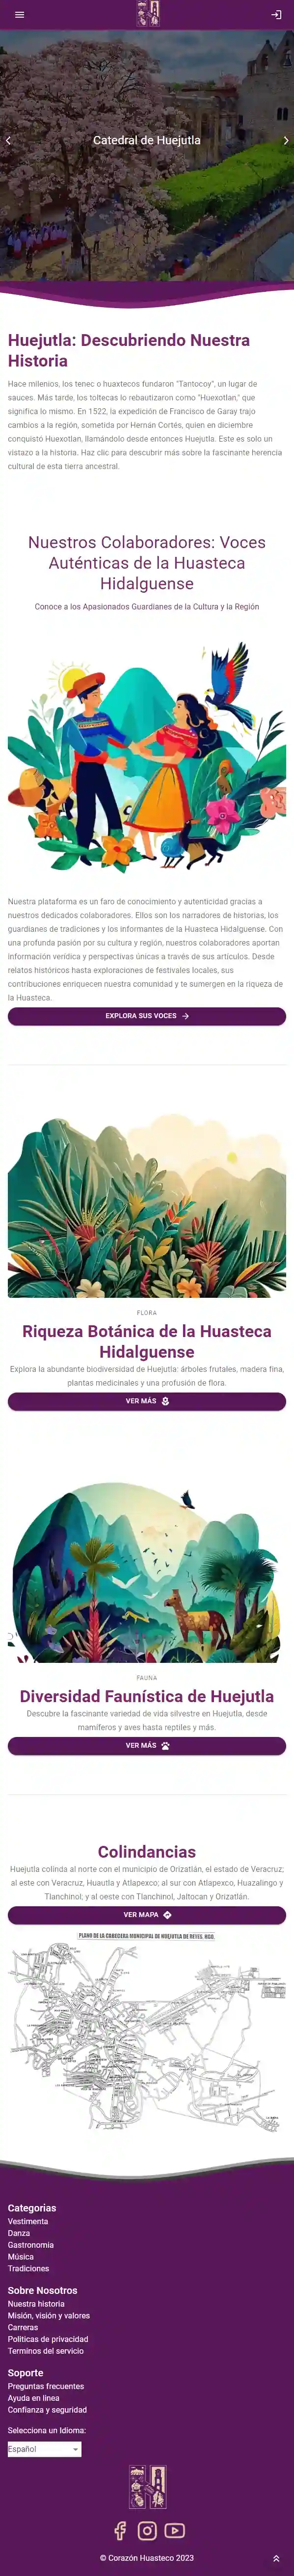 Catedral de Huejutla
Huejutla: Descubriendo Nuestra
Historia
Hace milenios, los tenec o huaxtecos fundaron "Tantocoy", un lugar de
sauces. Más tarde, los toltecas lo rebautizaron como "Huexotlan", que
significa lo mismo. En 1522, la expedición de Francisco de Garay trajo
cambios a la región, sometida por Hernán Cortés, quien en diciembre
conquistó Huexotlan, llamándolo desde entonces Huejutla. Este es solo un
vistazo a la historia. Haz clic para descubrir más sobre la fascinante herencia
cultural de esta tierra ancestral.
Nuestros Colaboradores: Voces
Auténticas de la Huasteca
Hidalguense
Conoce a los Apasionados Guardianes de la Cultura y la Región
Nuestra plataforma es un faro de conocimiento y autenticidad gracias a
nuestros dedicados colaboradores. Ellos son los narradores de historias, los
guardianes de tradiciones y los informantes de la Huasteca Hidalguense. Con
una profunda pasión por su cultura y región, nuestros colaboradores aportan
información verídica y perspectivas únicas a través de sus artículos. Desde
relatos históricos hasta exploraciones de festivales locales, sus
contribuciones enriquecen nuestra comunidad y te sumergen en la riqueza de
la Huasteca.
EXPLORA SUS VOCES
FLORA
Riqueza Botánica de la Huasteca
Hidalguense
Explora la abundante biodiversidad de Huejutla: árboles frutales, madera fina,
plantas medicinales y una profusión de flora.
VER MÁS
FAUNA
Diversidad Faunística de Huejutla
Descubre la fascinante variedad de vida silvestre en Huejutla, desde
mamíferos y aves hasta reptiles y más.
VER MÁS
Colindancias
Huejutla colinda al norte con el municipio de Orizatlán, el estado de Veracruz;
al este con Veracruz, Huautla y Atlapexco; al sur con Atlapexco, Huazalingo y
Tlanchinol; y al oeste con Tlanchinol, Jaltocan y Orizatlán.
VER MAPA
PLANO DE LA CABECERA MUNICIPAL DE HUEJUTLA DE REYES, HGO.
Categorias
Vestimenta
Danza
Gastronomia
Música
Tradiciones
Sobre Nosotros
Nuestra historia
Misión, visión y valores
Carreras
Politicas de privacidad
Terminos del servicio
Soporte
Preguntas frecuentes
Ayuda en linea
Confianza y seguridad
Selecciona un Idioma:
Español
© Corazón Huasteco 2023